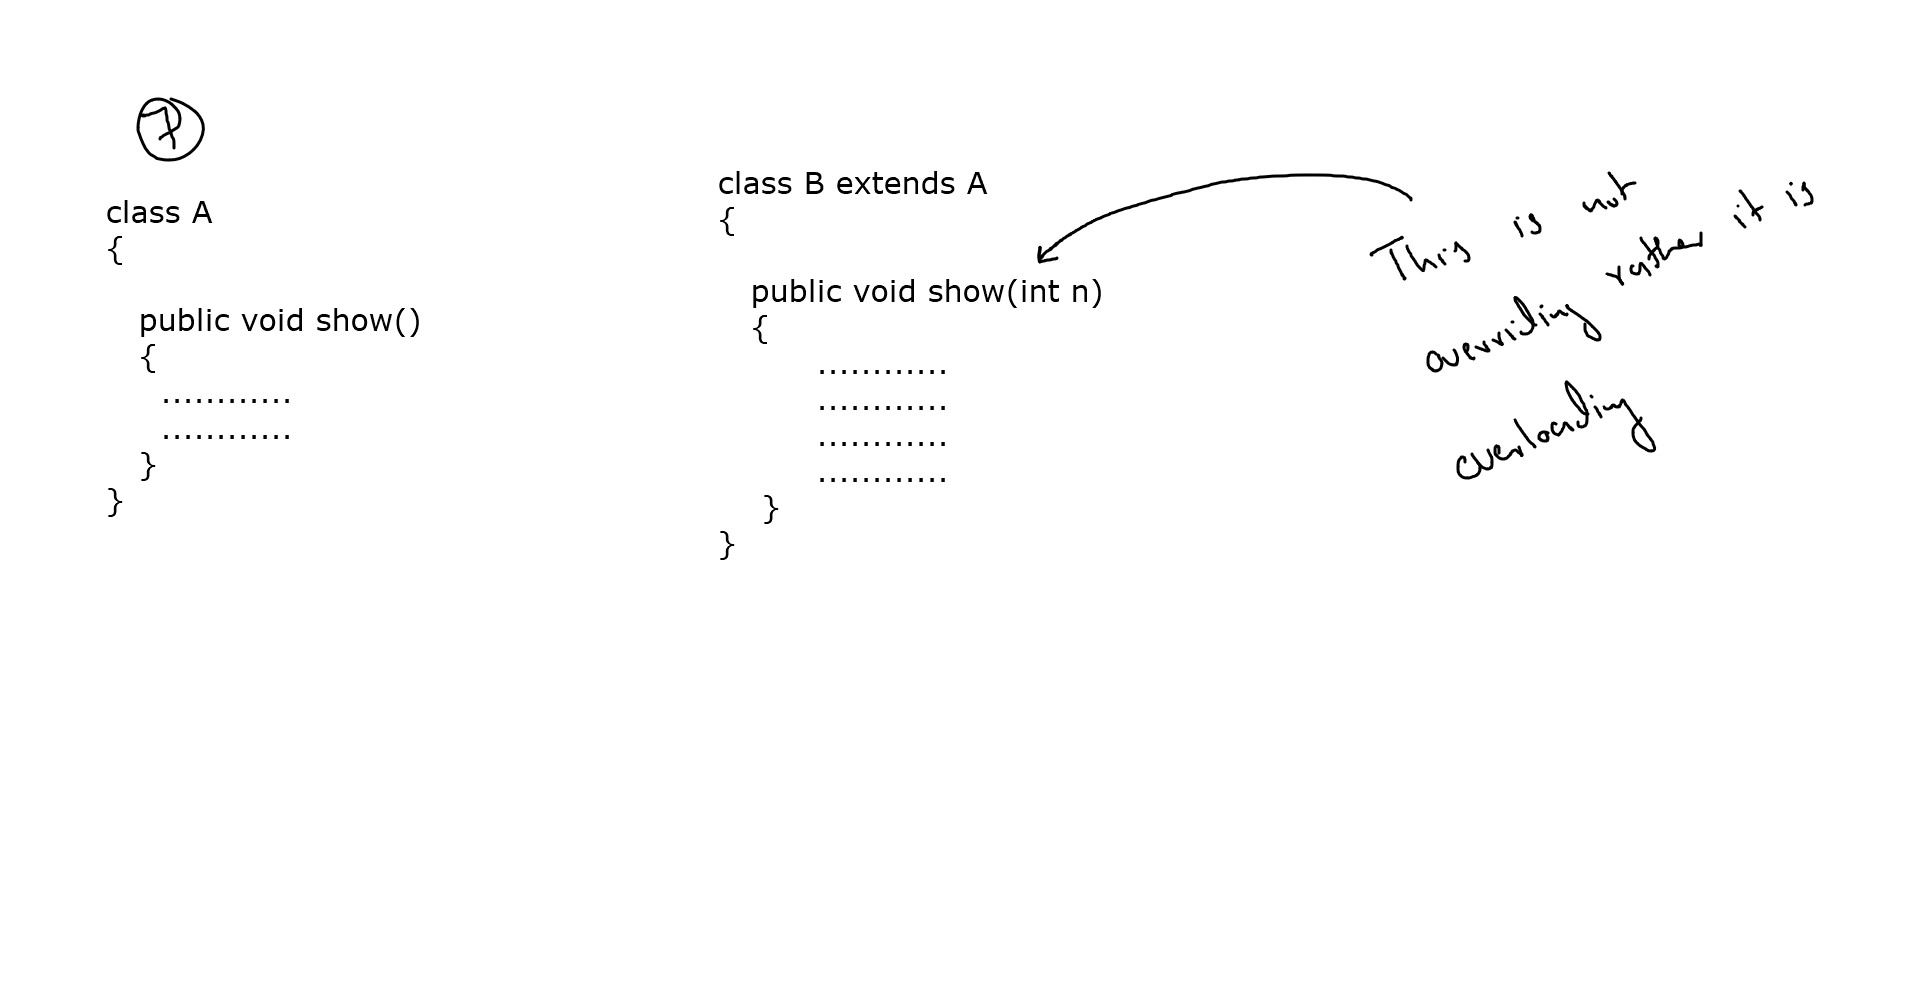 7
class A
{
public void show()
{
............
............
}
}
class B extends A
{
public void show(int n)
{
............
............
............
............
}
}
This is not
overriding rather it is
overloading